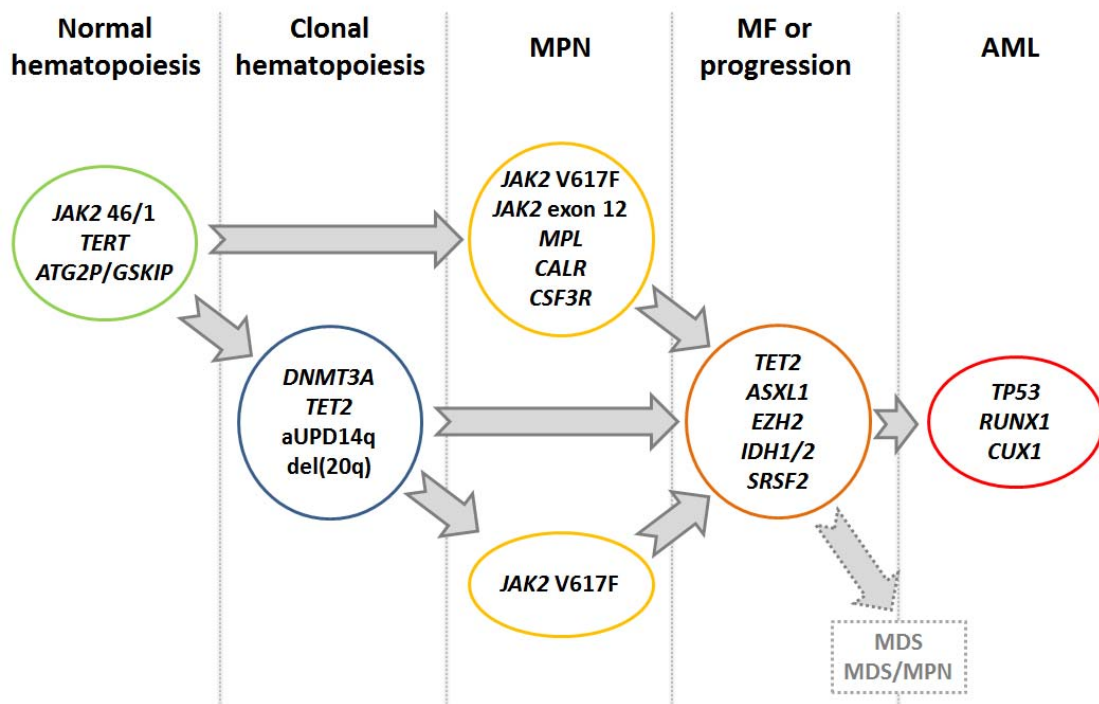 Normal
hematopoiesis
Clonal
hematopoiesis
MPN
MF or
progression
AML
JAK2 46/1
TERT
ATG2P/GSKIP
DNMT3A
TET2
aUPD14q
del(20q)
JAK2 V617F
JAK2 exon 12
MPL
CALR
CSF3R
JAK2 V617F
TET2
ASXL1
EZH2
IDH1/2
SRSF2
TP53
RUNX1
CUX1
MDS
MDS/MPN